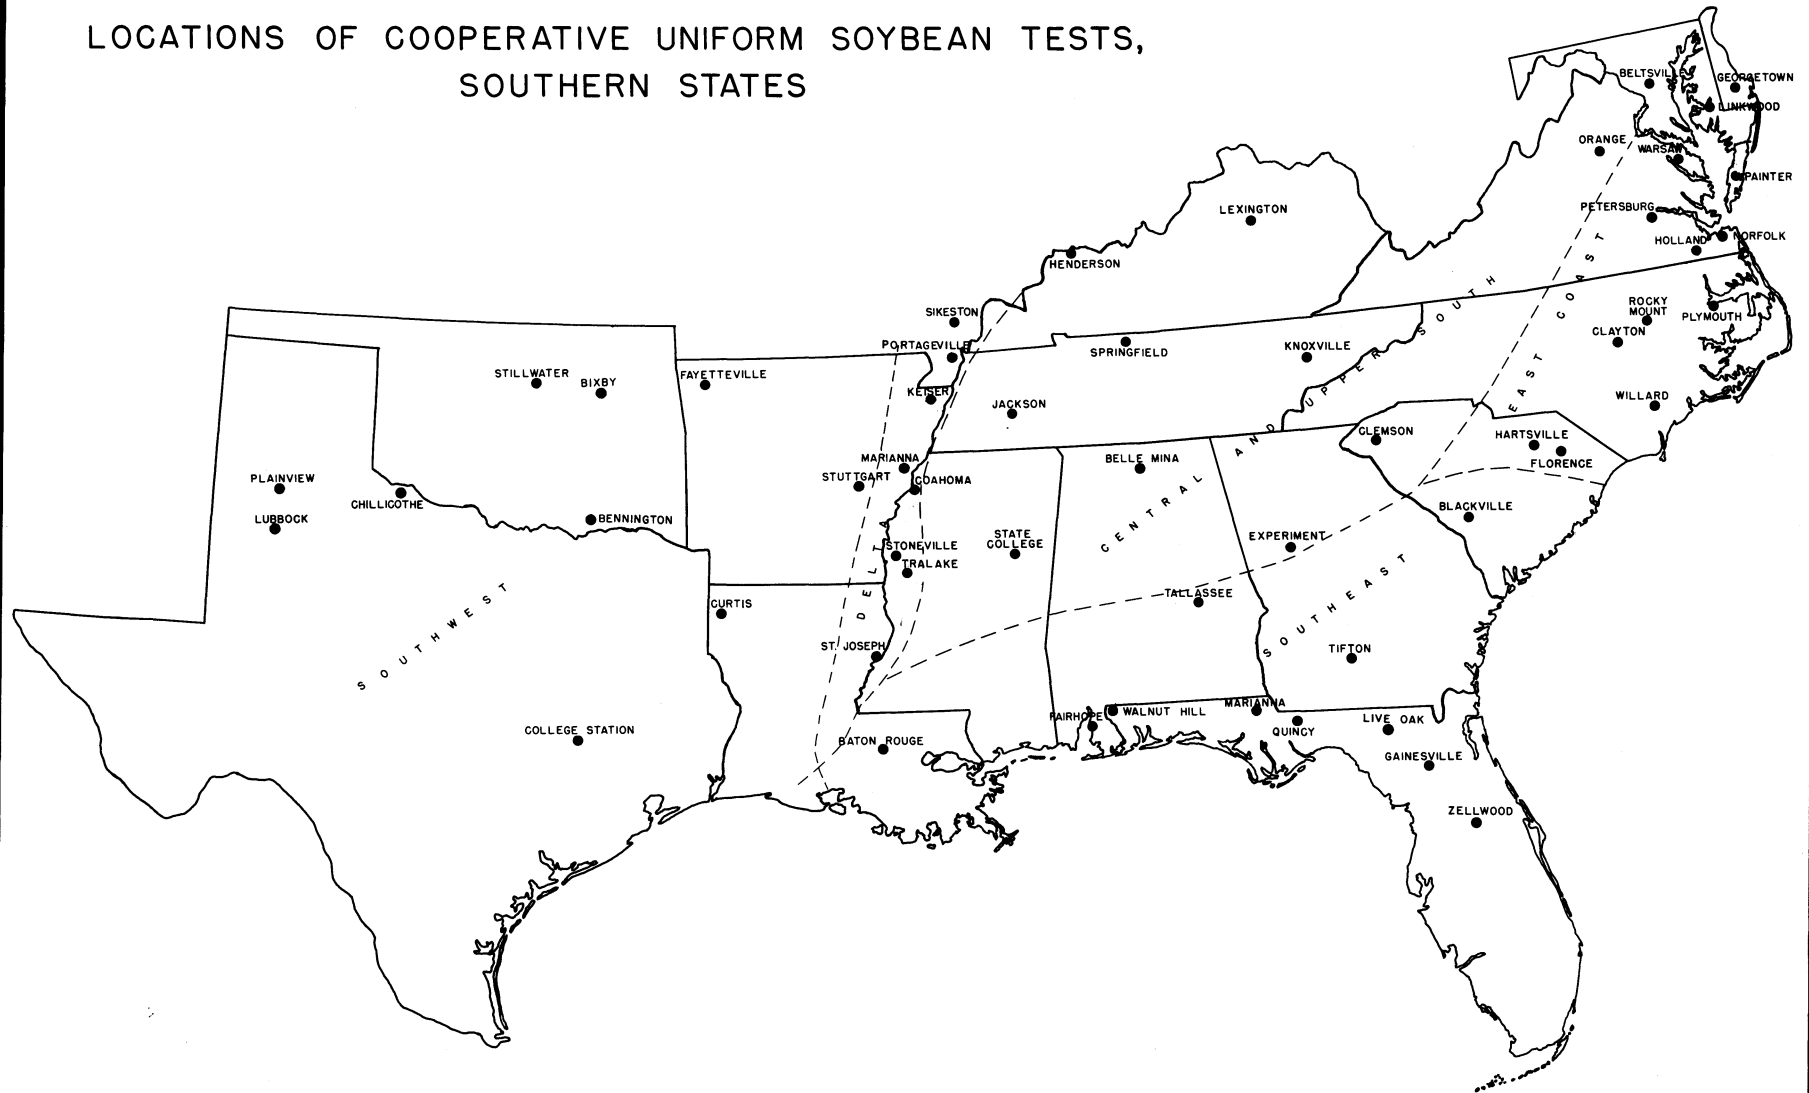 LOCATIONS OF COOPERATIVE UNIFORM SOYBEAN TESTS,
SOUTHERN STATES
BELTSVILLE
GEORGETOWN
LINKWOOD
ORANGE
WARSAW
PAINTER
PETERSBURG
LEXINGTON
HOLLAND
NORFOLK
HENDERSON
SIKESTON
ROCKY
MOUNT
PLYMOUTH
CLAYTON
PORTAGEVILLE
SPRINGFIELD
KNOXVILLE
STILLWATER
BIXBY
FAYETTEVILLE
KEISER
JACKSON
WILLARD
EAST COAST
CENTRAL AND UPPER SOUTH
CLEMSON
HARTSVILLE
FLORENCE
MARIANNA
BELLE MINA
STUTTGART
COAHOMA
PLAINVIEW
CHILLICOTHE
LUBBOCK
BENNINGTON
BLACKVILLE
STATE
COLLEGE
EXPERIMENT
STONEVILLE
TRALAKE
DELTA
TALLASSEE
CURTIS
SOUTHWEST
SOUTHEAST
ST. JOSEPH
TIFTON
COLLEGE STATION
BATON ROUGE
FAIRHOPE
WALNUT HILL
MARIANNA
QUINCY
LIVE OAK
GAINESVILLE
ZELLWOOD